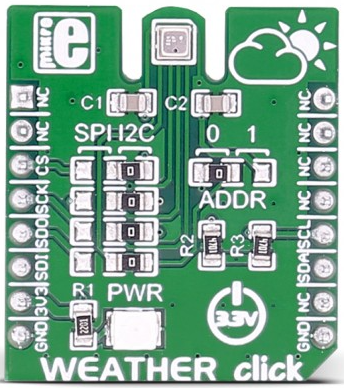 mikro
e
C1 C2
NC NC
NC NC
SPI I2C 0 1
CS NC
SCK NC
ADDR
SDO SCL
R2 R3
SDI SDA
R1 PWR
3V3 NC
3.3V
GND GND
WEATHER click